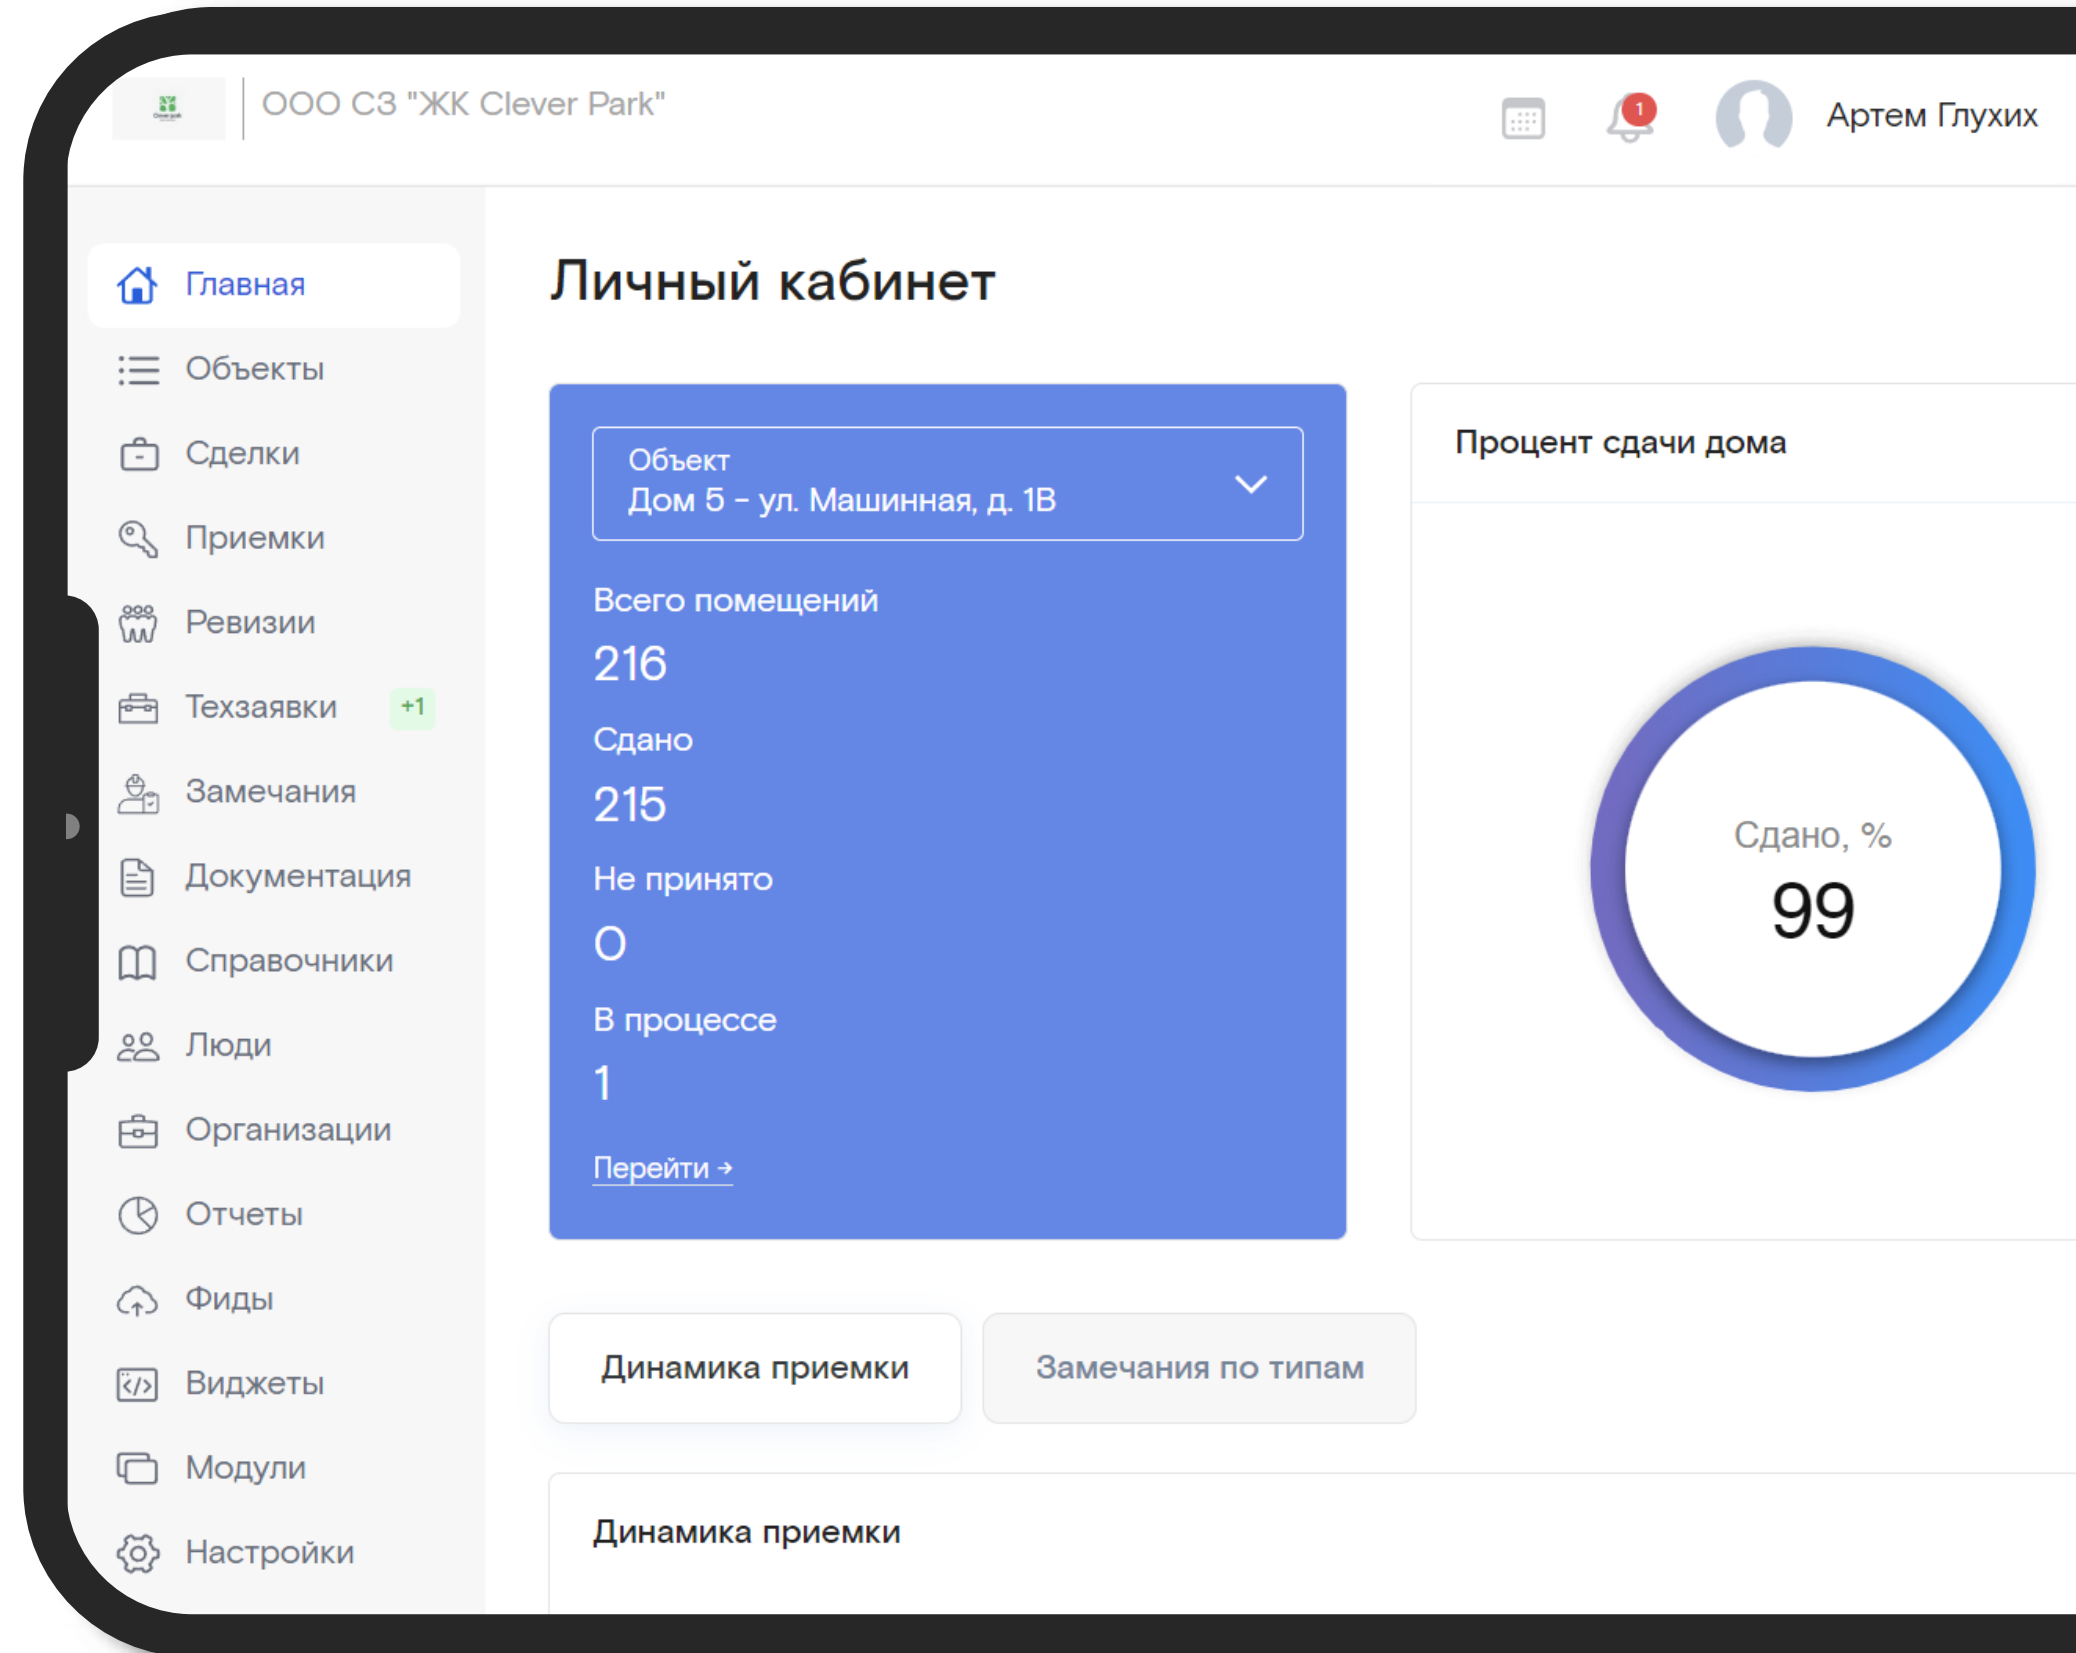 ООО СЗ "ЖК Clever Park"
1
Артем Глухих
Главная
Объекты
Сделки
Приемки
Ревизии
Техзаявки
+1
Замечания
Документация
Справочники
Люди
Организации
Отчеты
Фиды
Виджеты
Модули
Настройки
Личный кабинет
Объект
Дом 5 - ул. Машинная, д. 1В
Всего помещений
216
Сдано
215
Не принято
0
В процессе
1
Перейти →
Процент сдачи дома
Сдано, %
99
Динамика приемки
Замечания по типам
Динамика приемки